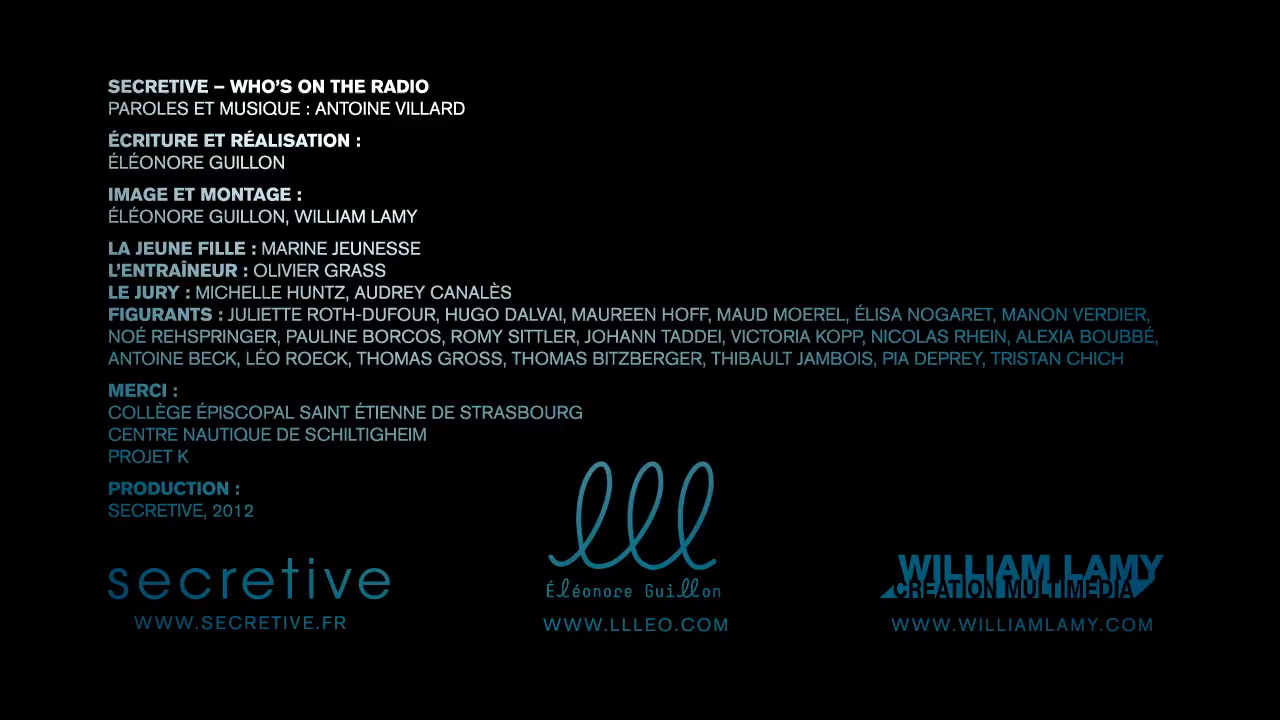 SECRETIVE – WHO'S ON THE RADIO
PAROLES ET MUSIQUE : ANTOINE VILLARD
ÉCRITURE ET RÉALISATION :
ÉLÉONORE GUILLON
IMAGE ET MONTAGE :
ÉLÉONORE GUILLON, WILLIAM LAMY
LA JEUNE FILLE : MARINE JEUNESSE
L'ENTRAÎNEUR : OLIVIER GRASS
LE JURY : MICHELLE HUNTZ, AUDREY CANALÈS
FIGURANTS : JULIETTE ROTH-DUFOUR, HUGO DALVAI, MAUREEN HOFF, MAUD MOEREL, ÉLISA NOGARET, MANON VERDIER,
NOÉ REHSPRINGER, PAULINE BORCOS, ROMY SITTLER, JOHANN TADDEI, VICTORIA KOPP, NICOLAS RHEIN, ALEXIA BOUBBÉ,
ANTOINE BECK, LÉO ROECK, THOMAS GROSS, THOMAS BITZBERGER, THIBAULT JAMBOIS, PIA DEPREY, TRISTAN CHICH
MERCI :
COLLÈGE ÉPISCOPAL SAINT ÉTIENNE DE STRASBOURG
CENTRE NAUTIQUE DE SCHILTIGHEIM
PROJET K
PRODUCTION :
SECRETIVE, 2012
secretive
WWW.SECRETIVE.FR
lll
Éléonore Guillon
WWW.LLLEO.COM
WILLIAM LAMY
CREATION MULTIMEDIA
WWW.WILLIAMLAMY.COM